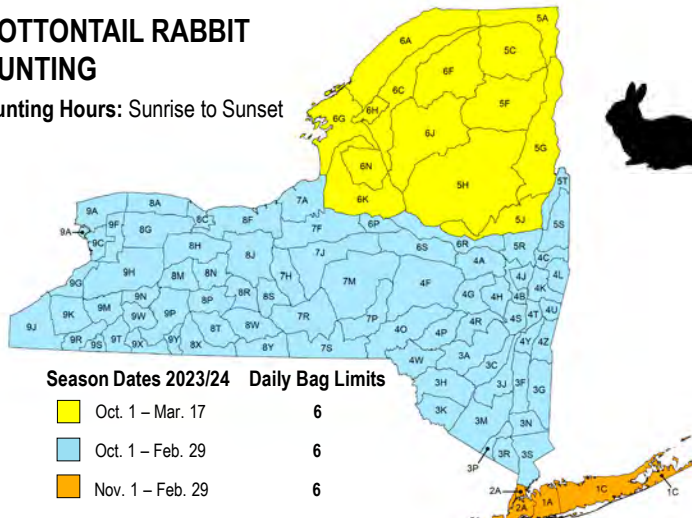 OTTONTAIL RABBIT
UNTING
unting Hours: Sunrise to Sunset
5A
6A
5C
6F
6C
5F
6H
6G
6J
5G
6N
5H
5T
6K
8A
7A
9A
5J
8C
8F
6P
5S
9F
8G
7F
9A
6R
9C
8H
6S
5R
8J
7J
4A
4C
9H
8M
8N
7H
7M
4J
4L
9G
4F
4K
9N
8R
8S
4G
4H
4B
9M
8P
9K
9W
9P
7R
7P
4R
4S
4T
4U
9J
8T
8W
4O
4P
9R
9S
9T
9X
9Y
8X
8Y
7S
4Y
4Z
4W
3A
3C
3H
3J
3F
3G
3K
3M
3N
3P
3R
3S
2A
2A
1A
1C
1C
Season Dates 2023/24 Daily Bag Limits
Oct. 1 – Mar. 17 6
Oct. 1 – Feb. 29 6
Nov. 1 – Feb. 29 6